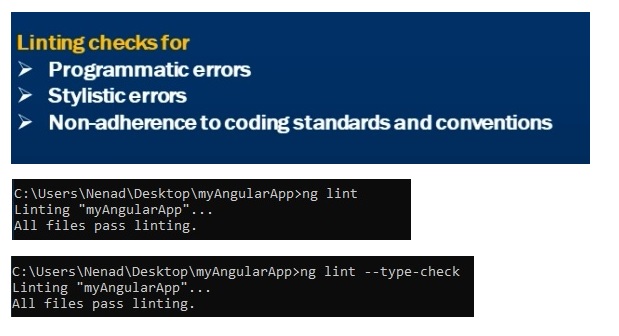 Linting checks for
➢ Programmatic errors
➢ Stylistic errors
➢ Non-adherence to coding standards and conventions
C:\Users\Nenad\Desktop\myAngularApp>ng lint
Linting "myAngularApp"...
All files pass linting.
C:\Users\Nenad\Desktop\myAngularApp>ng lint --type-check
Linting "myAngularApp"...
All files pass linting.